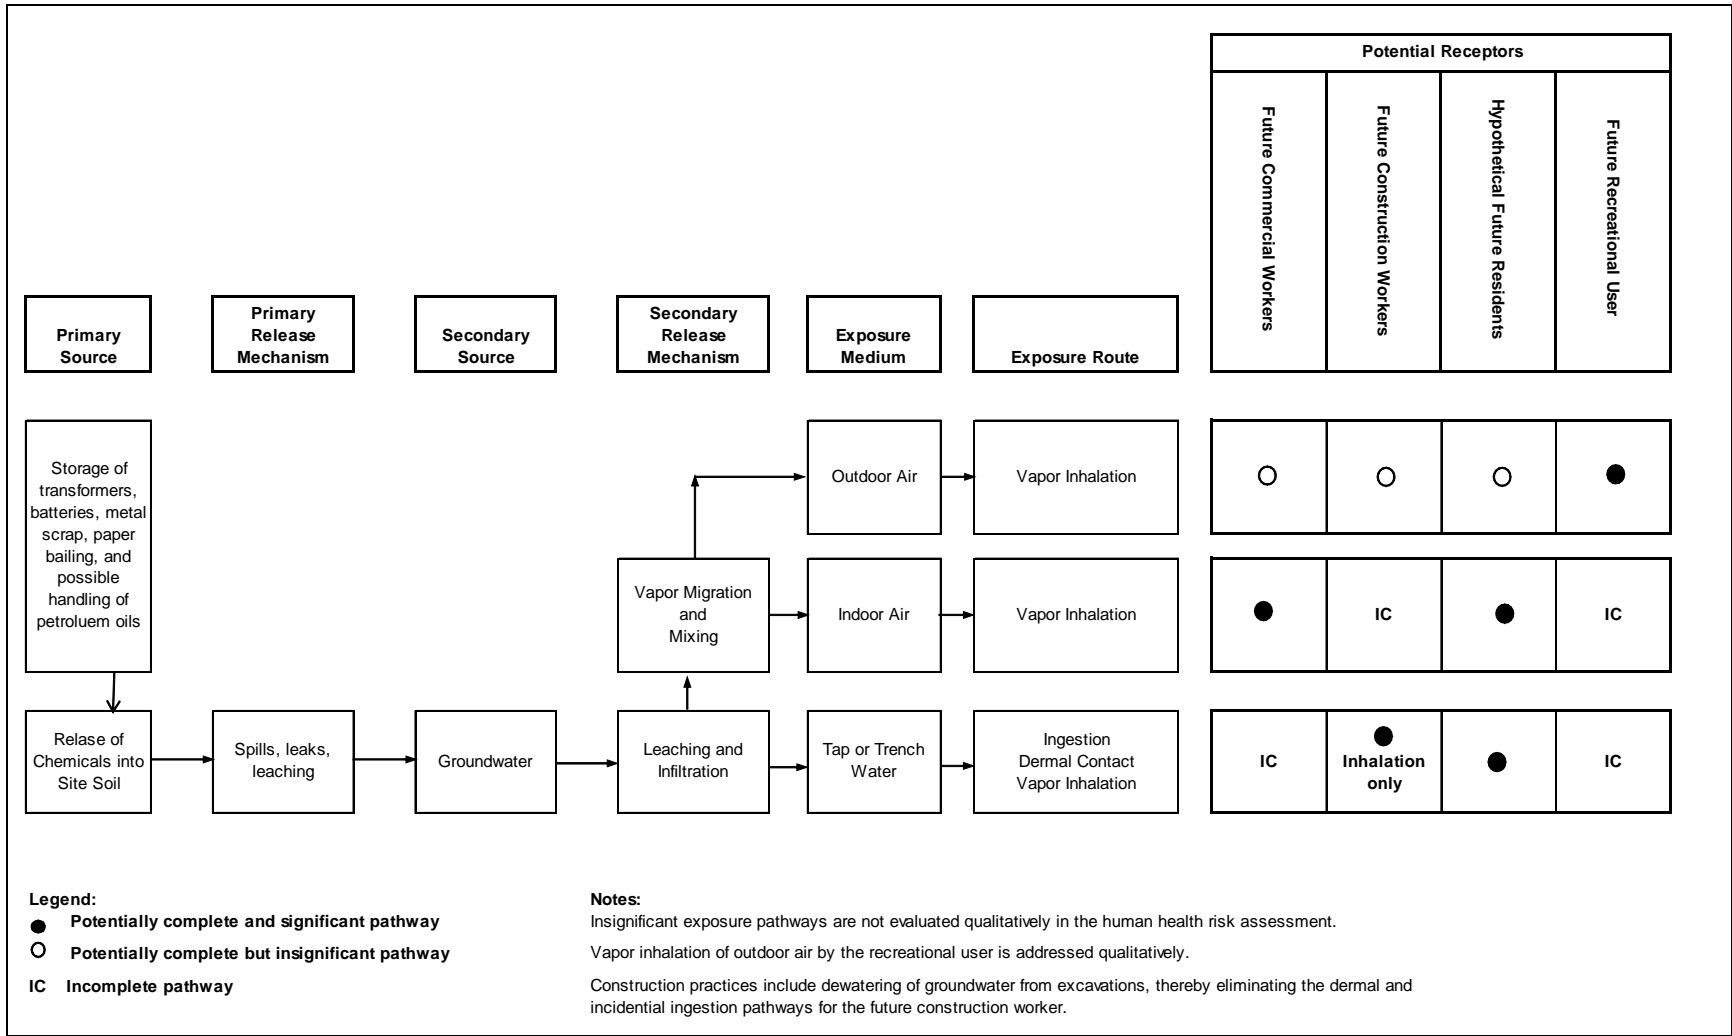 Potential Receptors
Future Commercial Workers
Future Construction Workers
Hypothetical Future Residents
Future Recreational User
Primary
Source
Primary
Release
Mechanism
Secondary
Source
Secondary
Release
Mechanism
Exposure
Medium
Exposure Route
Storage of
transformers,
batteries, metal
scrap, paper
bailing, and
possible
handling of
petroluem oils
Outdoor Air
Vapor Inhalation
Vapor Migration
and
Mixing
Indoor Air
Vapor Inhalation
IC
IC
Relase of
Chemicals into
Site Soil
Spills, leaks,
leaching
Groundwater
Leaching and
Infiltration
Tap or Trench
Water
Ingestion
Dermal Contact
Vapor Inhalation
IC
Inhalation
only
IC
Legend:
Potentially complete and significant pathway
Potentially complete but insignificant pathway
IC Incomplete pathway
Notes:
Insignificant exposure pathways are not evaluated qualitatively in the human health risk assessment.
Vapor inhalation of outdoor air by the recreational user is addressed qualitatively.
Construction practices include dewatering of groundwater from excavations, thereby eliminating the dermal and
incidential ingestion pathways for the future construction worker.